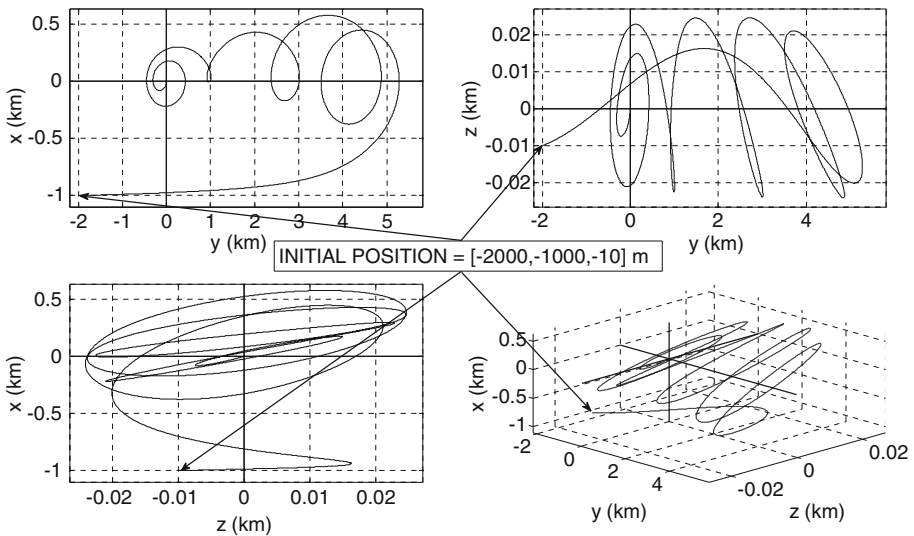 0.5
0
-0.5
-1
x (km)
-2 -1 0 1 2 3 4 5
y (km)
0.02
0.01
0
-0.01
-0.02
z (km)
-2 0 2 4
y (km)
INITIAL POSITION = [-2000,-1000,-10] m
0.5
0
-0.5
-1
x (km)
-0.02 -0.01 0 0.01 0.02
z (km)
0.5
0
-0.5
-1
x (km)
-2 0 2 4
y (km)
-0.02 0 0.02
z (km)